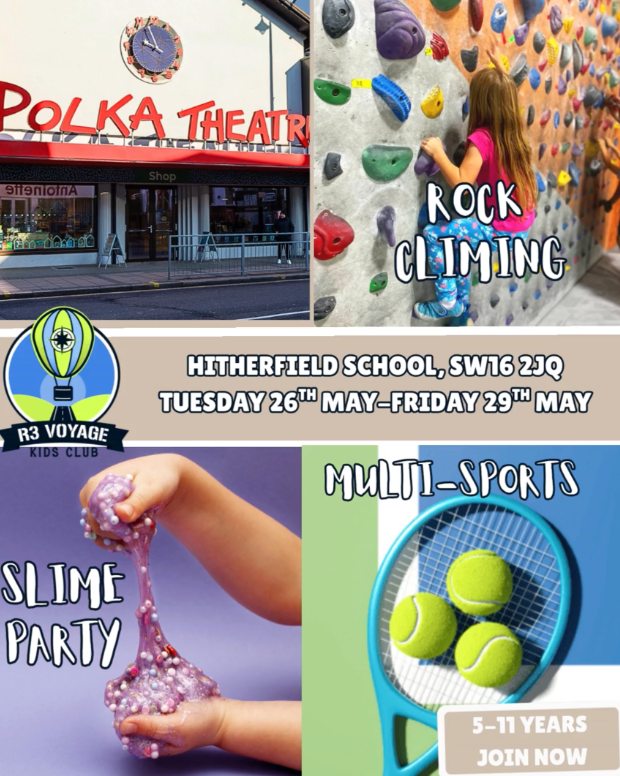 POLKA THEATR
Antoinette
Shop
ROCK
CLIMING
HITHERFIELD SCHOOL, SW16 2JQ
TUESDAY 26TH MAY-FRIDAY 29TH MAY
R3 VOYAGE
KIDS CLUB
MULTI-SPORTS
SLIME
PARTY
5-11 YEARS
JOIN NOW